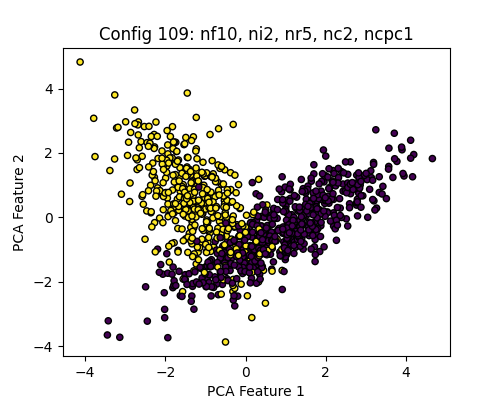 Config 109: nf10, ni2, nr5, nc2, ncpc1
4
2
0
−2
−4
PCA Feature 2
−4 −2 0 2 4
PCA Feature 1